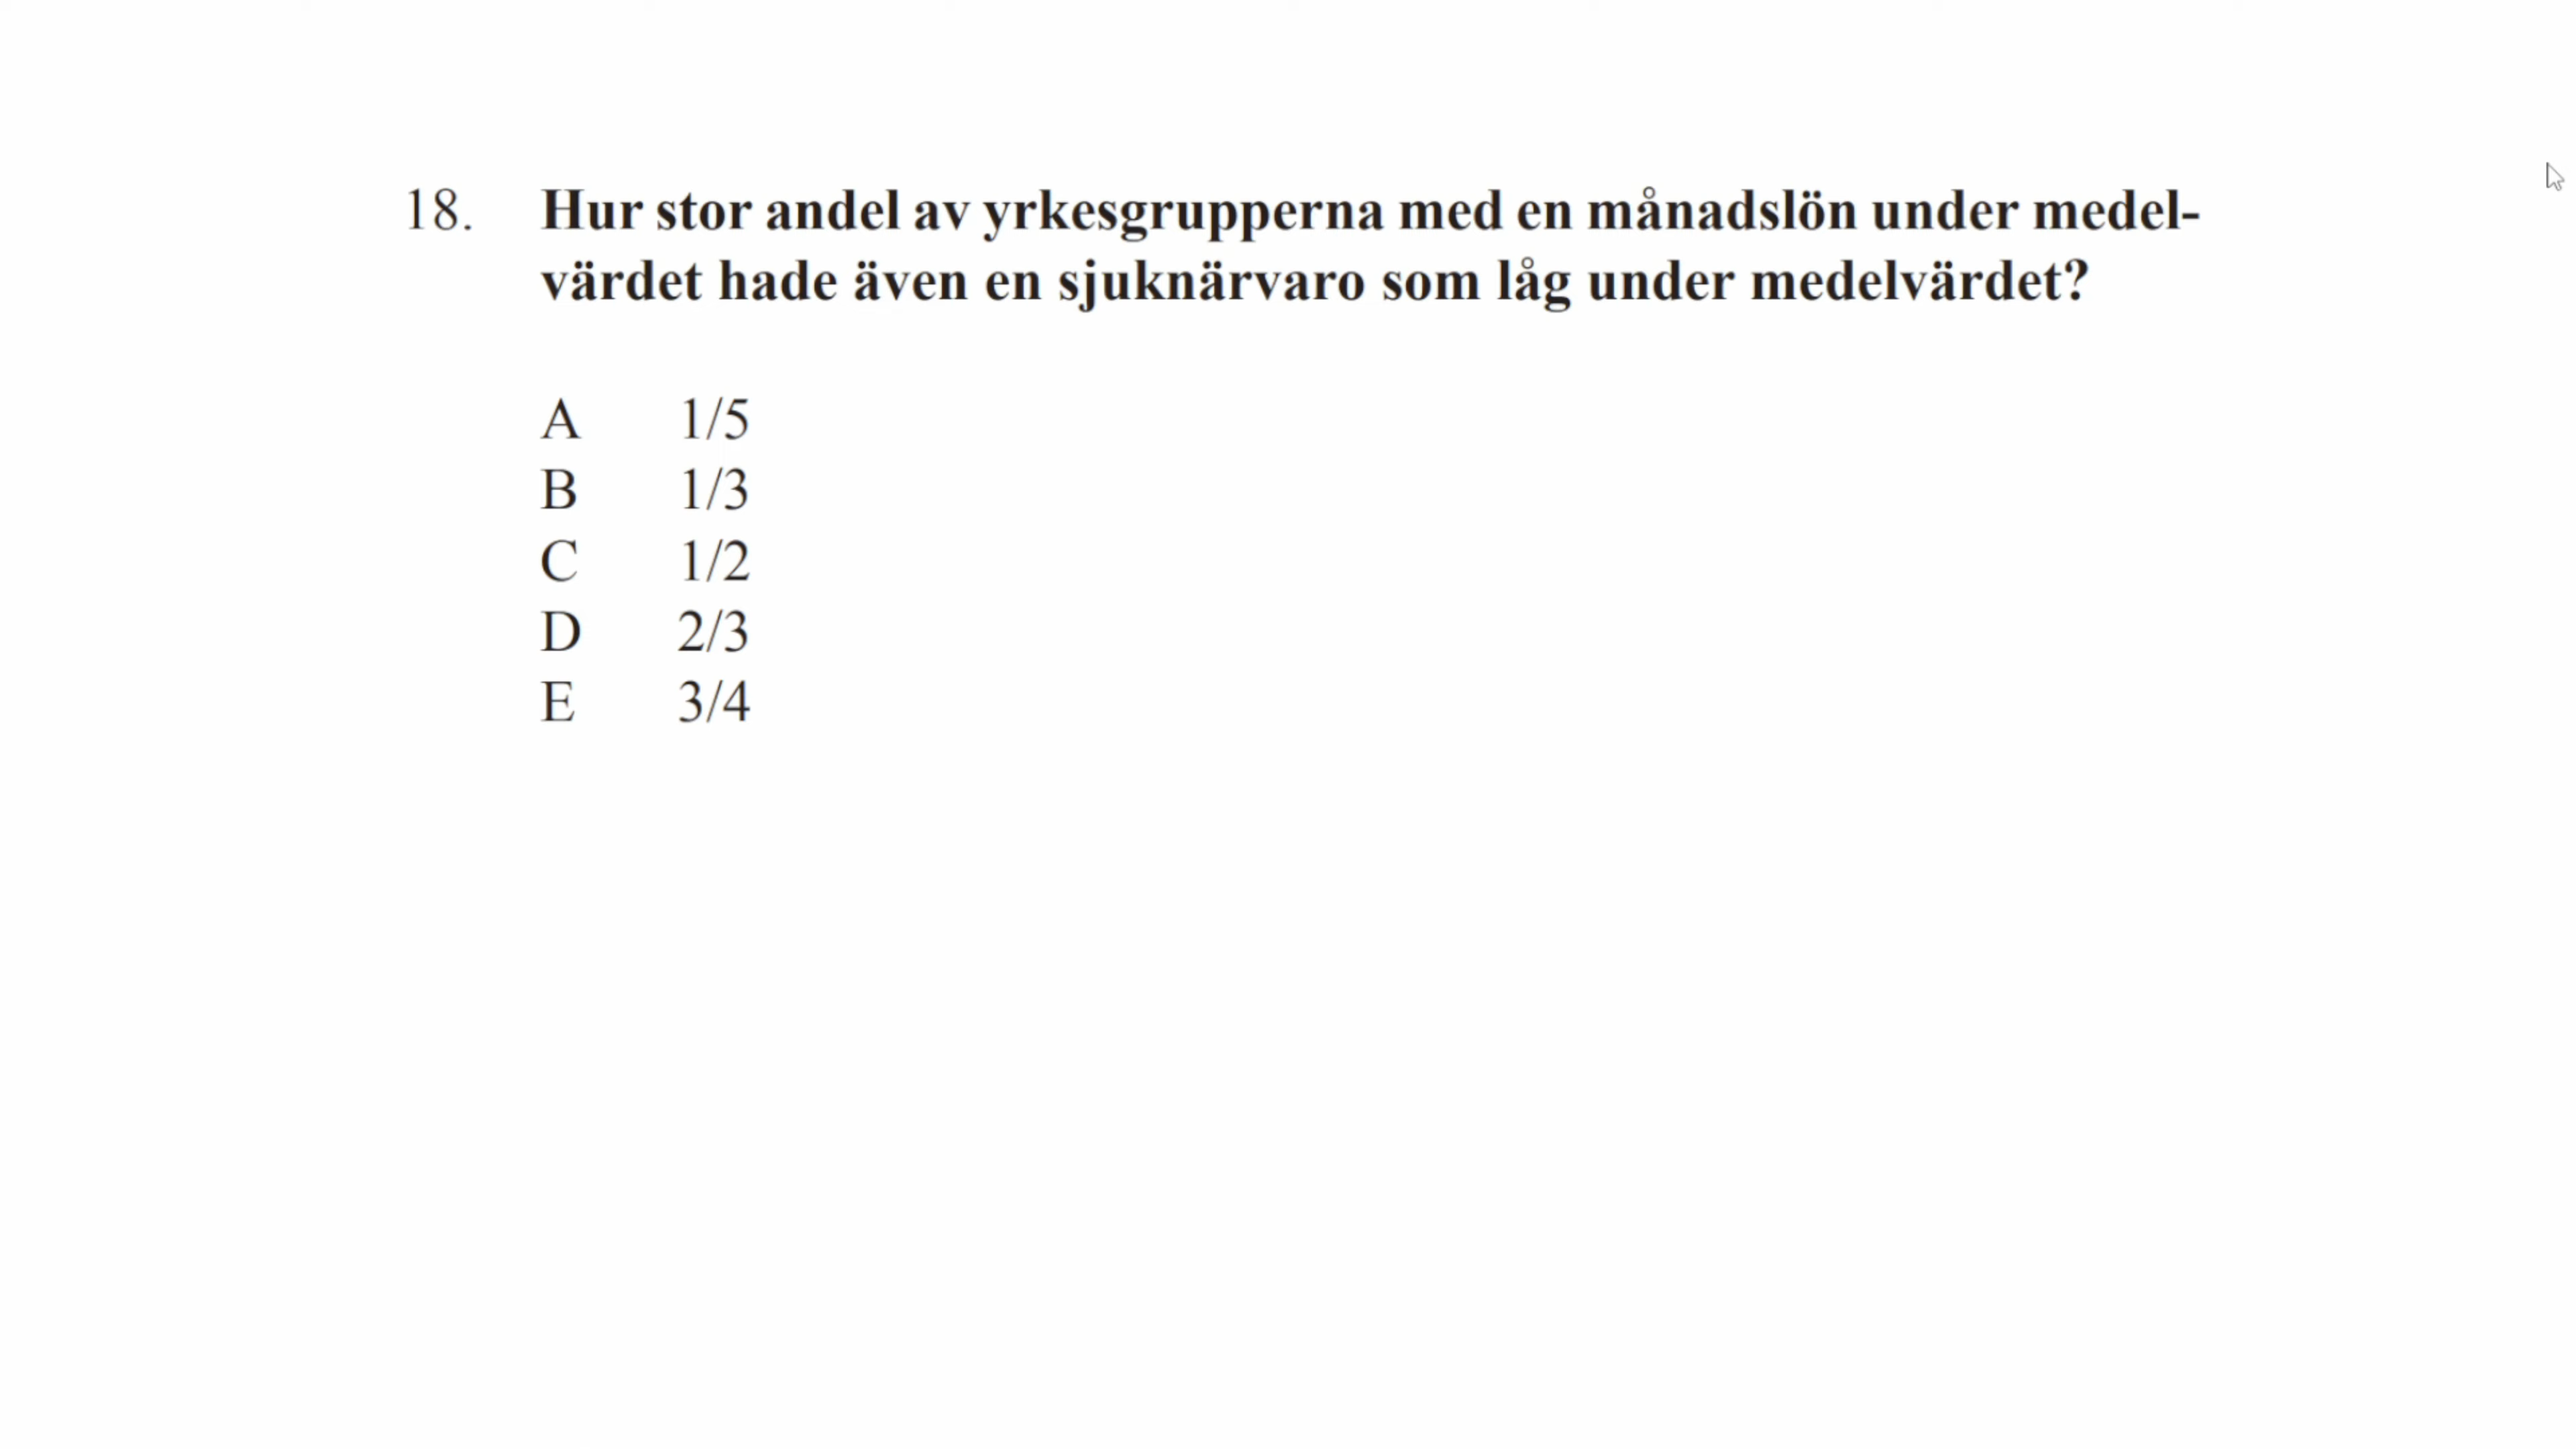 18. Hur stor andel av yrkesgrupperna med en månadslön under medel-
värdet hade även en sjuknärvaro som låg under medelvärdet?
A 1/5
B 1/3
C 1/2
D 2/3
E 3/4